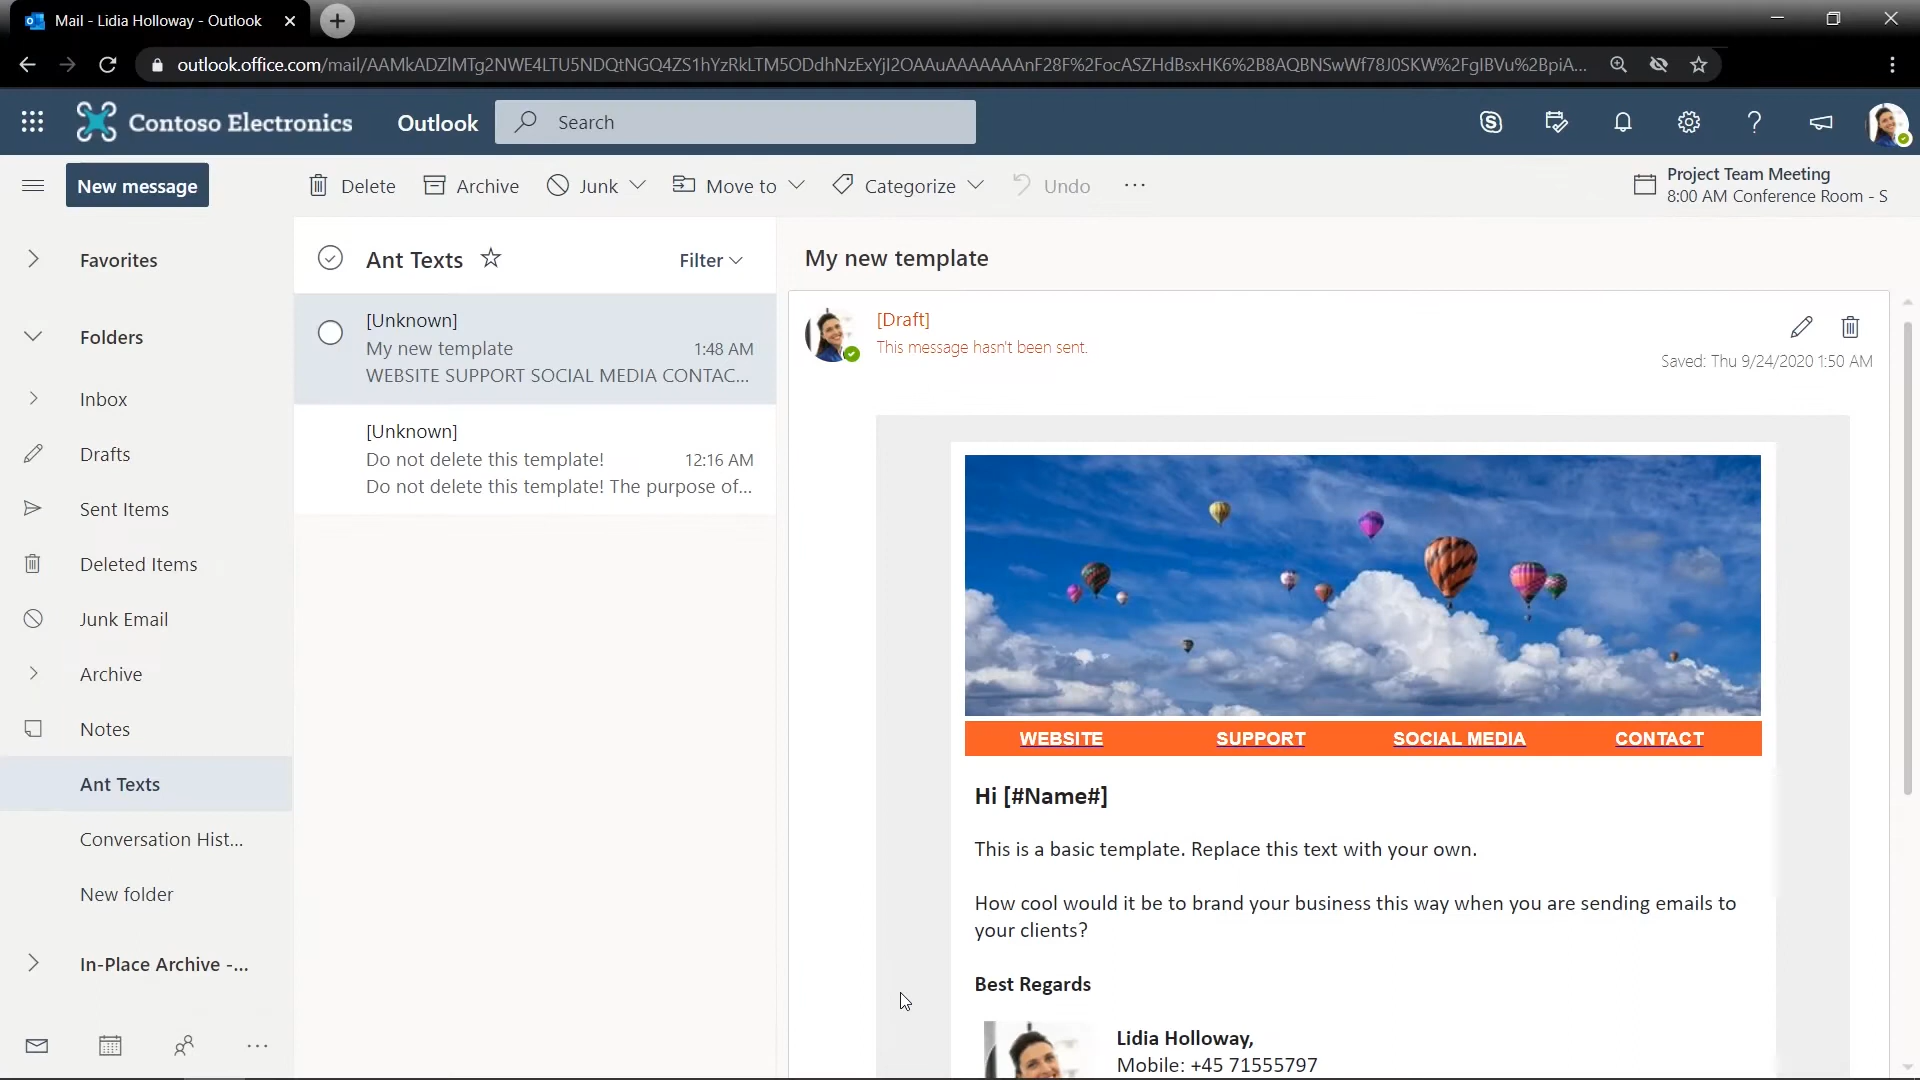 Mail - Lidia Holloway - Outlook
outlook.office.com/mail/AAMkADZlMTg2NWE4LTU5NDQtNGQ4ZS1hYzRkLTM5ODdhNzExYjI2OAAuAAAAAAAnF28F%2FocASZHdBsxHK6%2B8AQBNSwWf78J0SKW%2FgIBVu%2BpiA...
Contoso Electronics
Outlook
Search
New message
Delete
Archive
Junk
Move to
Categorize
Undo
Project Team Meeting
8:00 AM Conference Room - S
Favorites
Folders
Inbox
Drafts
Sent Items
Deleted Items
Junk Email
Archive
Notes
Ant Texts
Conversation Hist...
New folder
In-Place Archive -...
Ant Texts
Filter
[Unknown]
My new template 1:48 AM
WEBSITE SUPPORT SOCIAL MEDIA CONTAC...
[Unknown]
Do not delete this template! 12:16 AM
Do not delete this template! The purpose of...
My new template
[Draft]
This message hasn't been sent.
Saved: Thu 9/24/2020 1:50 AM
WEBSITE SUPPORT SOCIAL MEDIA CONTACT
Hi [#Name#]
This is a basic template. Replace this text with your own.
How cool would it be to brand your business this way when you are sending emails to
your clients?
Best Regards
Lidia Holloway,
Mobile: +45 71555797